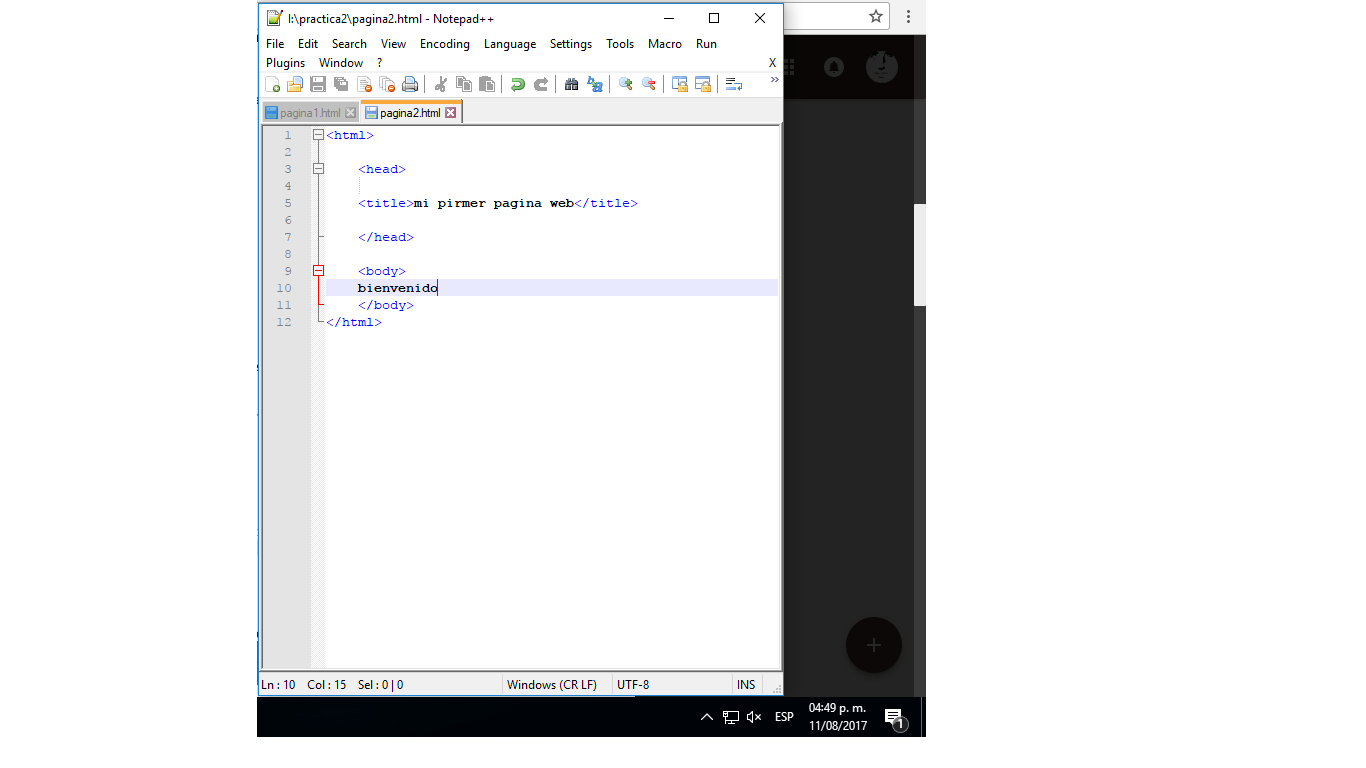 l:\practica2\pagina2.html - Notepad++
File Edit Search View Encoding Language Settings Tools Macro Run
Plugins Window ? X
pagina1.html pagina2.html
1 <html>
2
3 <head>
4
5 <title>mi pirmer pagina web</title>
6
7 </head>
8
9 <body>
10 bienvenido
11 </body>
12 </html>
Ln : 10 Col : 15 Sel : 0 | 0 Windows (CR LF) UTF-8 INS
ESP 04:49 p. m.
11/08/2017 1